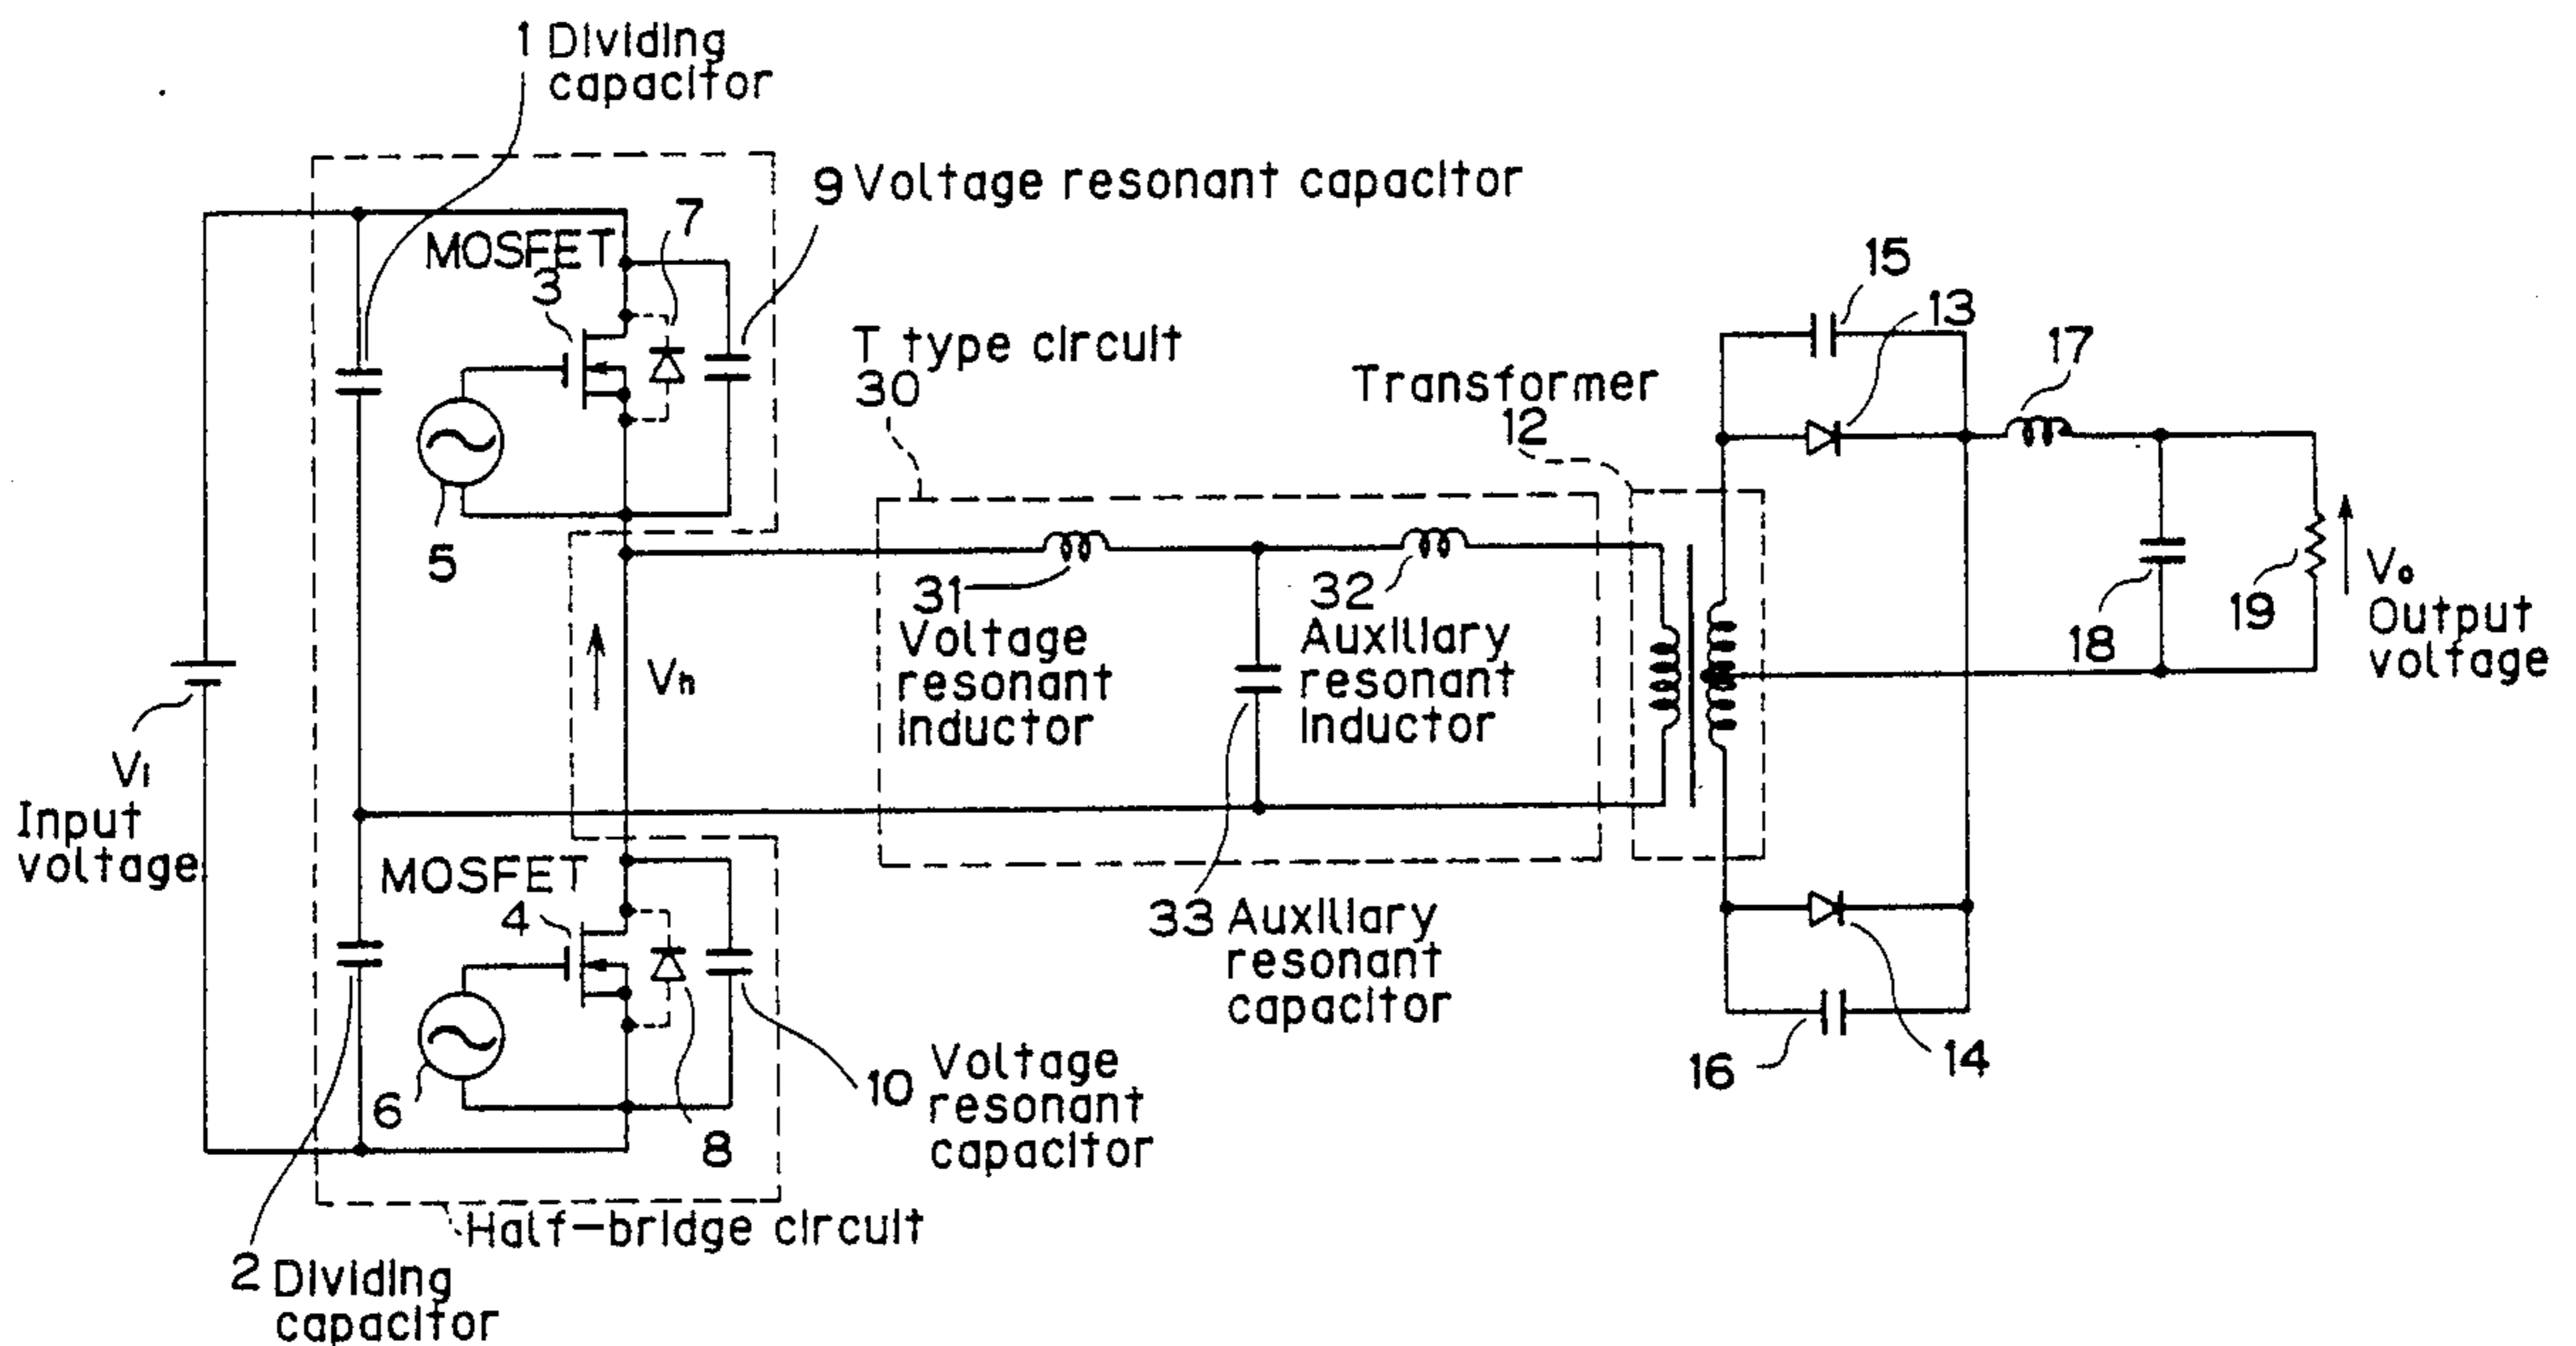 1 Dividing
capacitor
9 Voltage resonant capacitor
MOSFET
7
3
15
13
17
T type circuit
30
Transformer
12
5
31
Voltage
resonant
Inductor
32
Auxiliary
resonant
Inductor
Vh
18
19
Vo
Output
voltage
Vi
Input
voltage
MOSFET
4
33 Auxiliary
resonant
capacitor
6
8
10 Voltage
resonant
capacitor
16
14
Half-bridge circuit
2 Dividing
capacitor